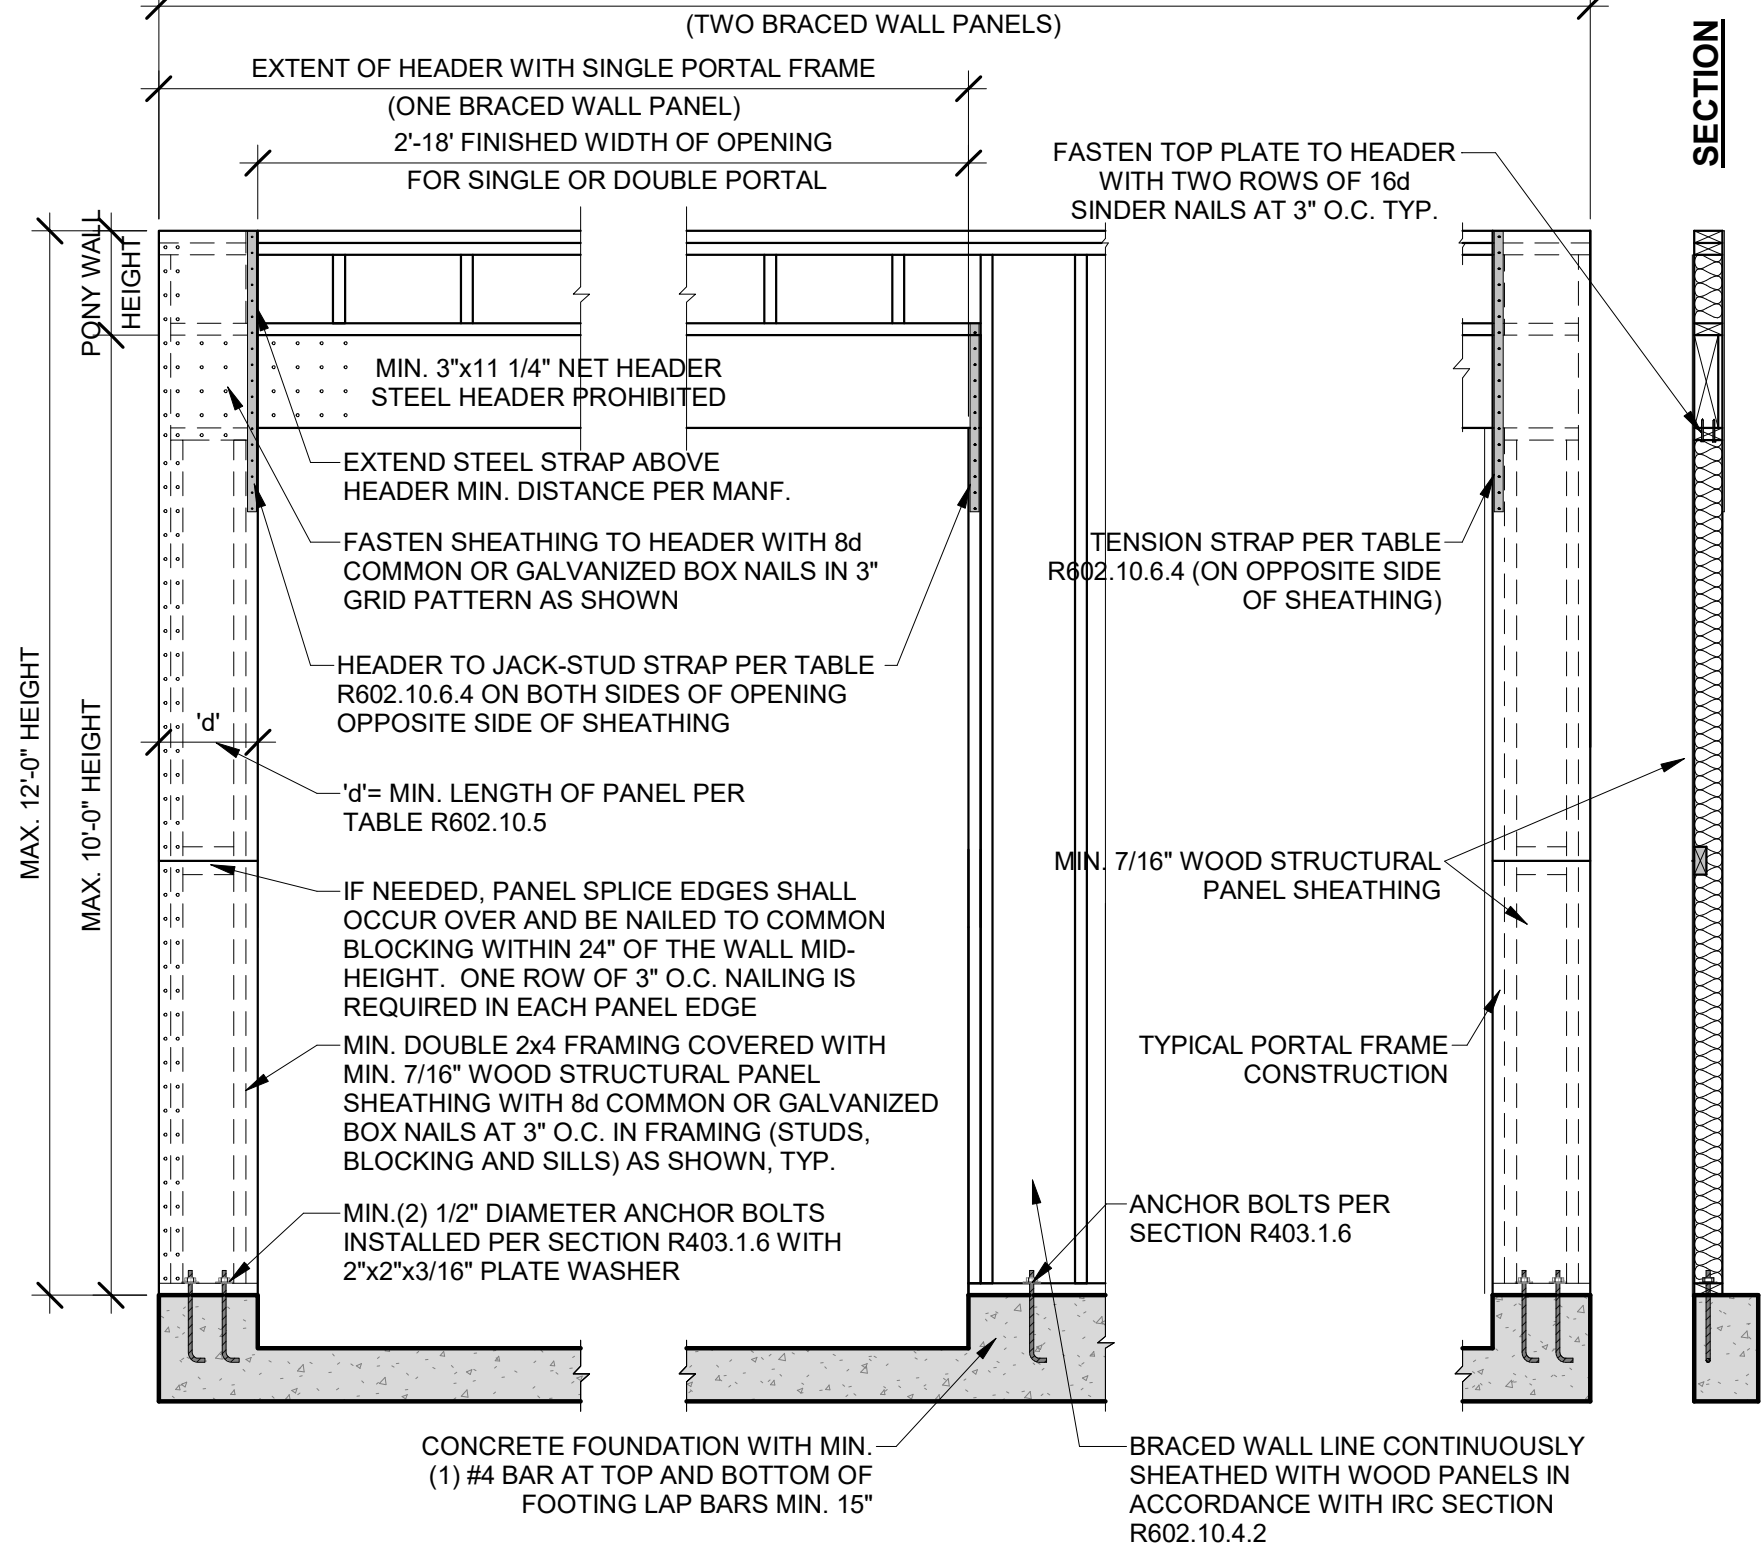 (TWO BRACED WALL PANELS)
EXTENT OF HEADER WITH SINGLE PORTAL FRAME
(ONE BRACED WALL PANEL)
2'-18' FINISHED WIDTH OF OPENING
FOR SINGLE OR DOUBLE PORTAL
SECTION
FASTEN TOP PLATE TO HEADER
WITH TWO ROWS OF 16d
SINDER NAILS AT 3" O.C. TYP.
PONY WALL
HEIGHT
MIN. 3"x11 1/4" NET HEADER
STEEL HEADER PROHIBITED
EXTEND STEEL STRAP ABOVE
HEADER MIN. DISTANCE PER MANF.
FASTEN SHEATHING TO HEADER WITH 8d
COMMON OR GALVANIZED BOX NAILS IN 3"
GRID PATTERN AS SHOWN
TENSION STRAP PER TABLE
R602.10.6.4 (ON OPPOSITE SIDE
OF SHEATHING)
HEADER TO JACK-STUD STRAP PER TABLE
R602.10.6.4 ON BOTH SIDES OF OPENING
OPPOSITE SIDE OF SHEATHING
MAX. 12'-0" HEIGHT
MAX. 10'-0" HEIGHT
'd'
'd'= MIN. LENGTH OF PANEL PER
TABLE R602.10.5
MIN. 7/16" WOOD STRUCTURAL
PANEL SHEATHING
IF NEEDED, PANEL SPLICE EDGES SHALL
OCCUR OVER AND BE NAILED TO COMMON
BLOCKING WITHIN 24" OF THE WALL MID-
HEIGHT. ONE ROW OF 3" O.C. NAILING IS
REQUIRED IN EACH PANEL EDGE
MIN. DOUBLE 2x4 FRAMING COVERED WITH
MIN. 7/16" WOOD STRUCTURAL PANEL
SHEATHING WITH 8d COMMON OR GALVANIZED
BOX NAILS AT 3" O.C. IN FRAMING (STUDS,
BLOCKING AND SILLS) AS SHOWN, TYP.
TYPICAL PORTAL FRAME
CONSTRUCTION
MIN.(2) 1/2" DIAMETER ANCHOR BOLTS
INSTALLED PER SECTION R403.1.6 WITH
2"x2"x3/16" PLATE WASHER
ANCHOR BOLTS PER
SECTION R403.1.6
CONCRETE FOUNDATION WITH MIN.
(1) #4 BAR AT TOP AND BOTTOM OF
FOOTING LAP BARS MIN. 15"
BRACED WALL LINE CONTINUOUSLY
SHEATHED WITH WOOD PANELS IN
ACCORDANCE WITH IRC SECTION
R602.10.4.2